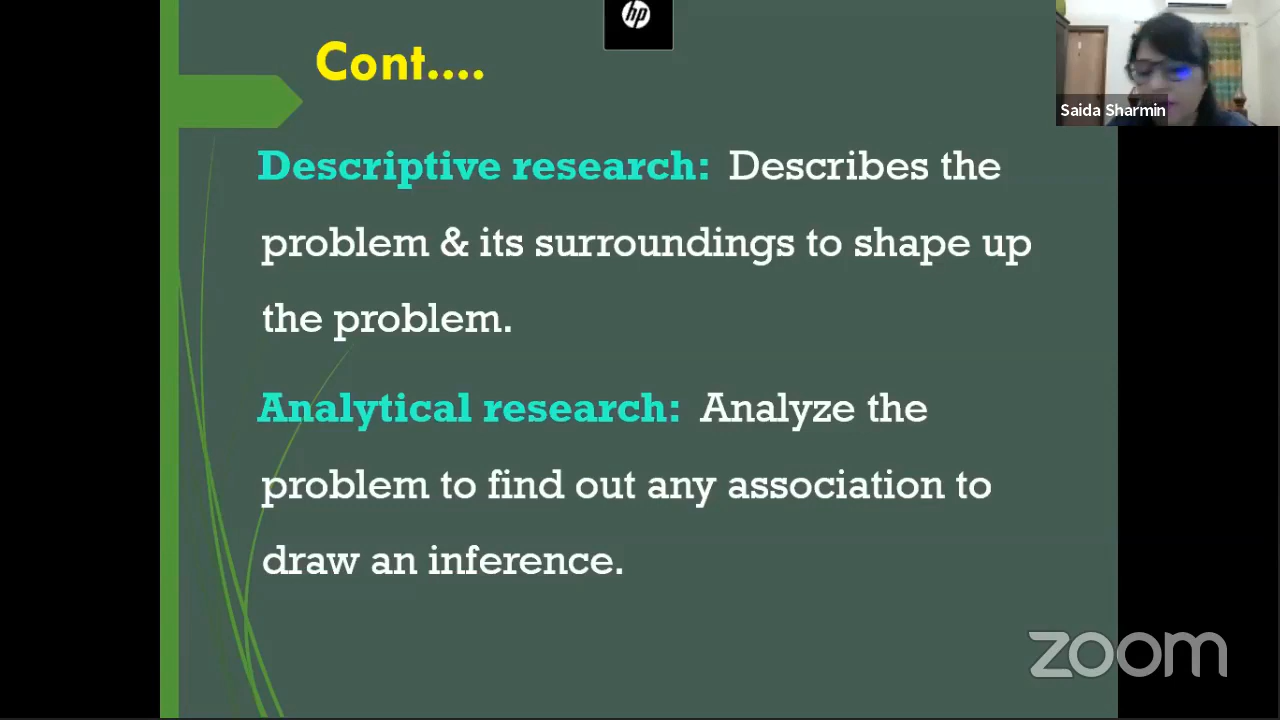 hp
Cont....
Saida Sharmin
Descriptive research: Describes the
problem & its surroundings to shape up
the problem.
Analytical research: Analyze the
problem to find out any association to
draw an inference.
zoom